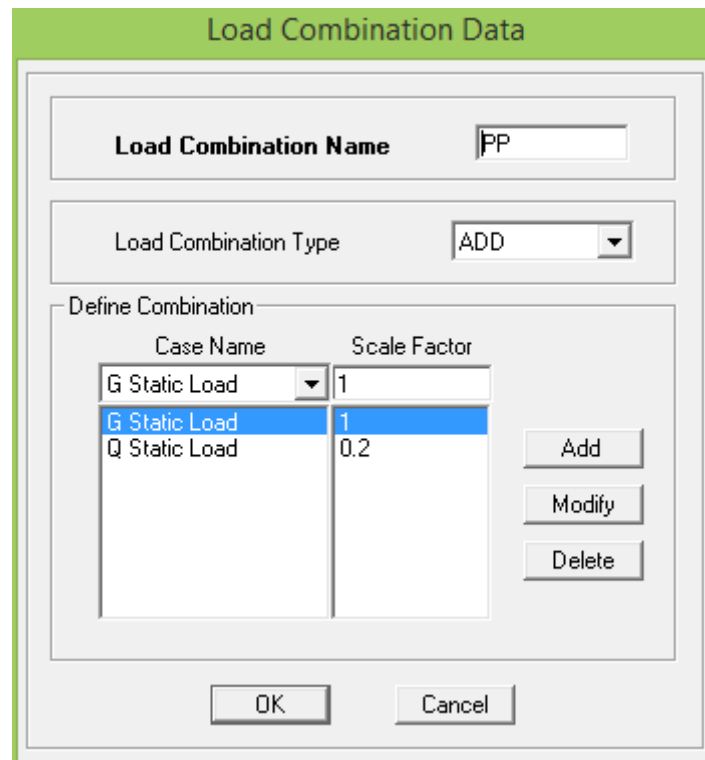 Load Combination Data
Load Combination Name PP
Load Combination Type ADD
Define Combination
Case Name Scale Factor
G Static Load 1
G Static Load 1
Q Static Load 0.2
Add
Modify
Delete
OK Cancel